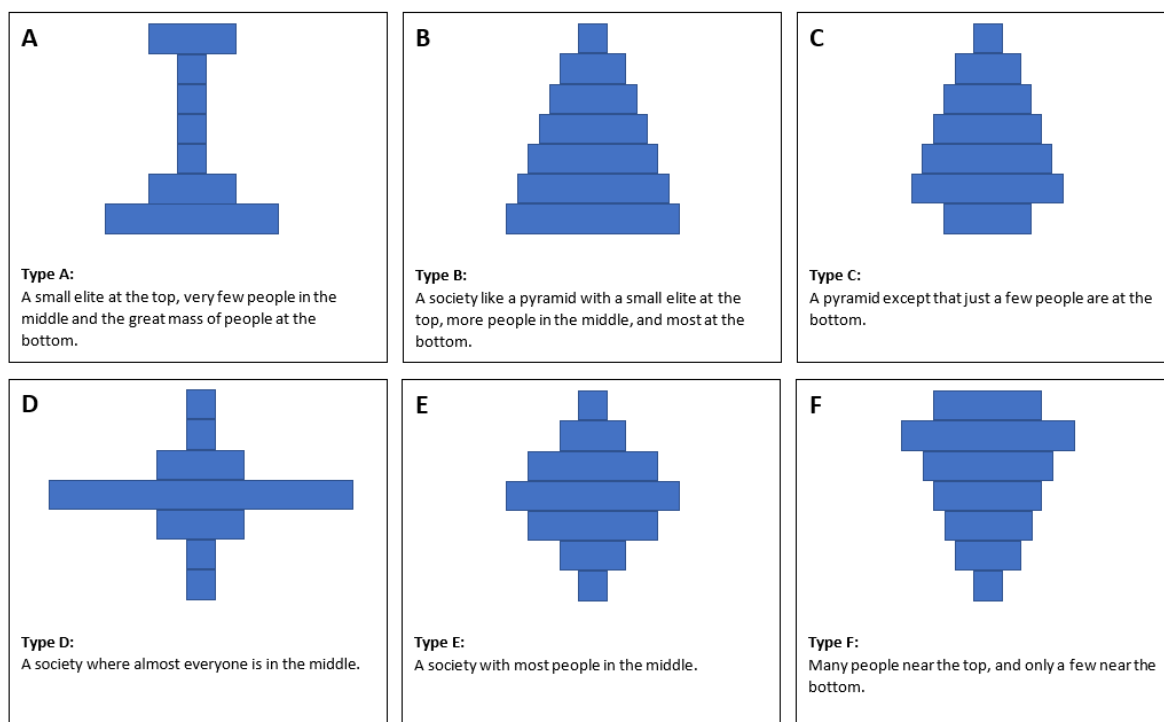 A
B
C
Type A:
A small elite at the top, very few people in the
middle and the great mass of people at the
bottom.
Type B:
A society like a pyramid with a small elite at the
top, more people in the middle, and most at the
bottom.
Type C:
A pyramid except that just a few people are at the
bottom.
D
E
F
Type D:
A society where almost everyone is in the middle.
Type E:
A society with most people in the middle.
Type F:
Many people near the top, and only a few near the
bottom.